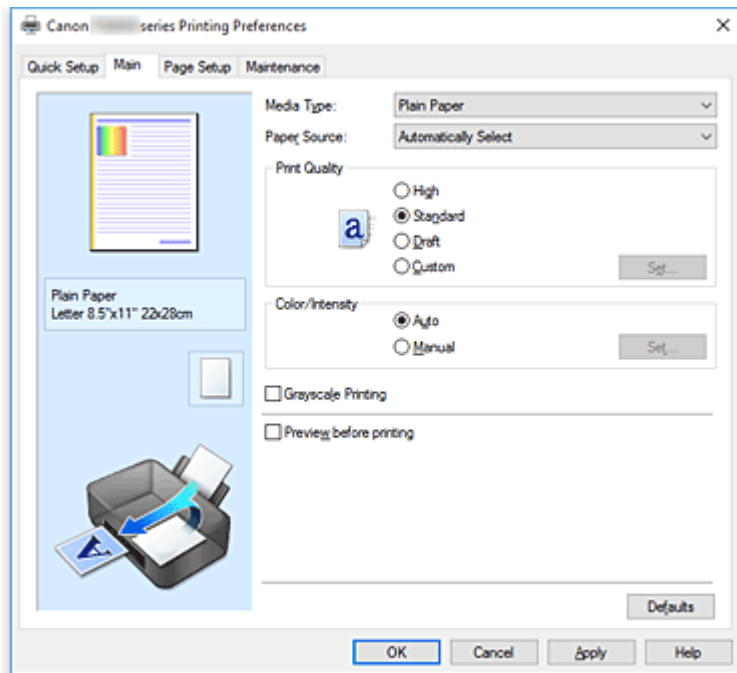 Canon series Printing Preferences
Quick Setup Main Page Setup Maintenance
Media Type: Plain Paper
Paper Source: Automatically Select
Print Quality
High
a Standard
Draft
Custom Set...
Plain Paper
Letter 8.5"x11" 22x28cm
Color/Intensity
Auto
Manual Set...
Grayscale Printing
Preview before printing
A
Defaults
OK Cancel Apply Help